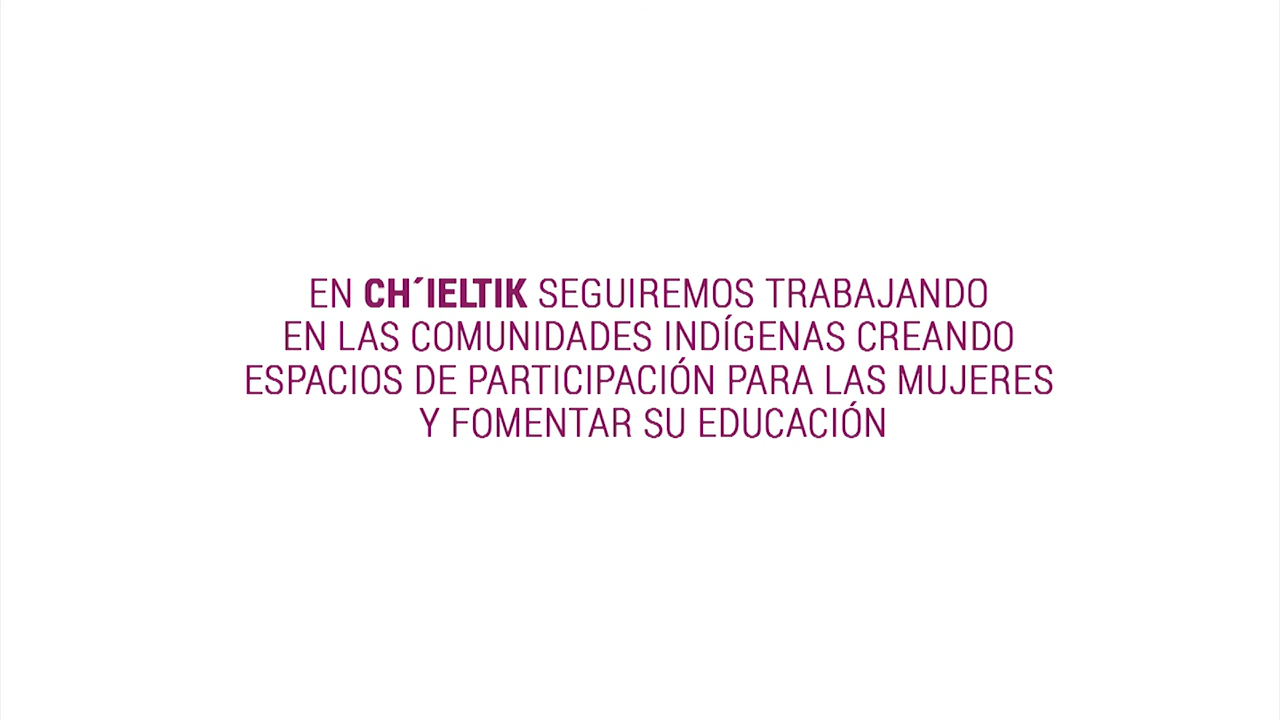 EN CH´IELTIK SEGUIREMOS TRABAJANDO
EN LAS COMUNIDADES INDÍGENAS CREANDO
ESPACIOS DE PARTICIPACIÓN PARA LAS MUJERES
Y FOMENTAR SU EDUCACIÓN